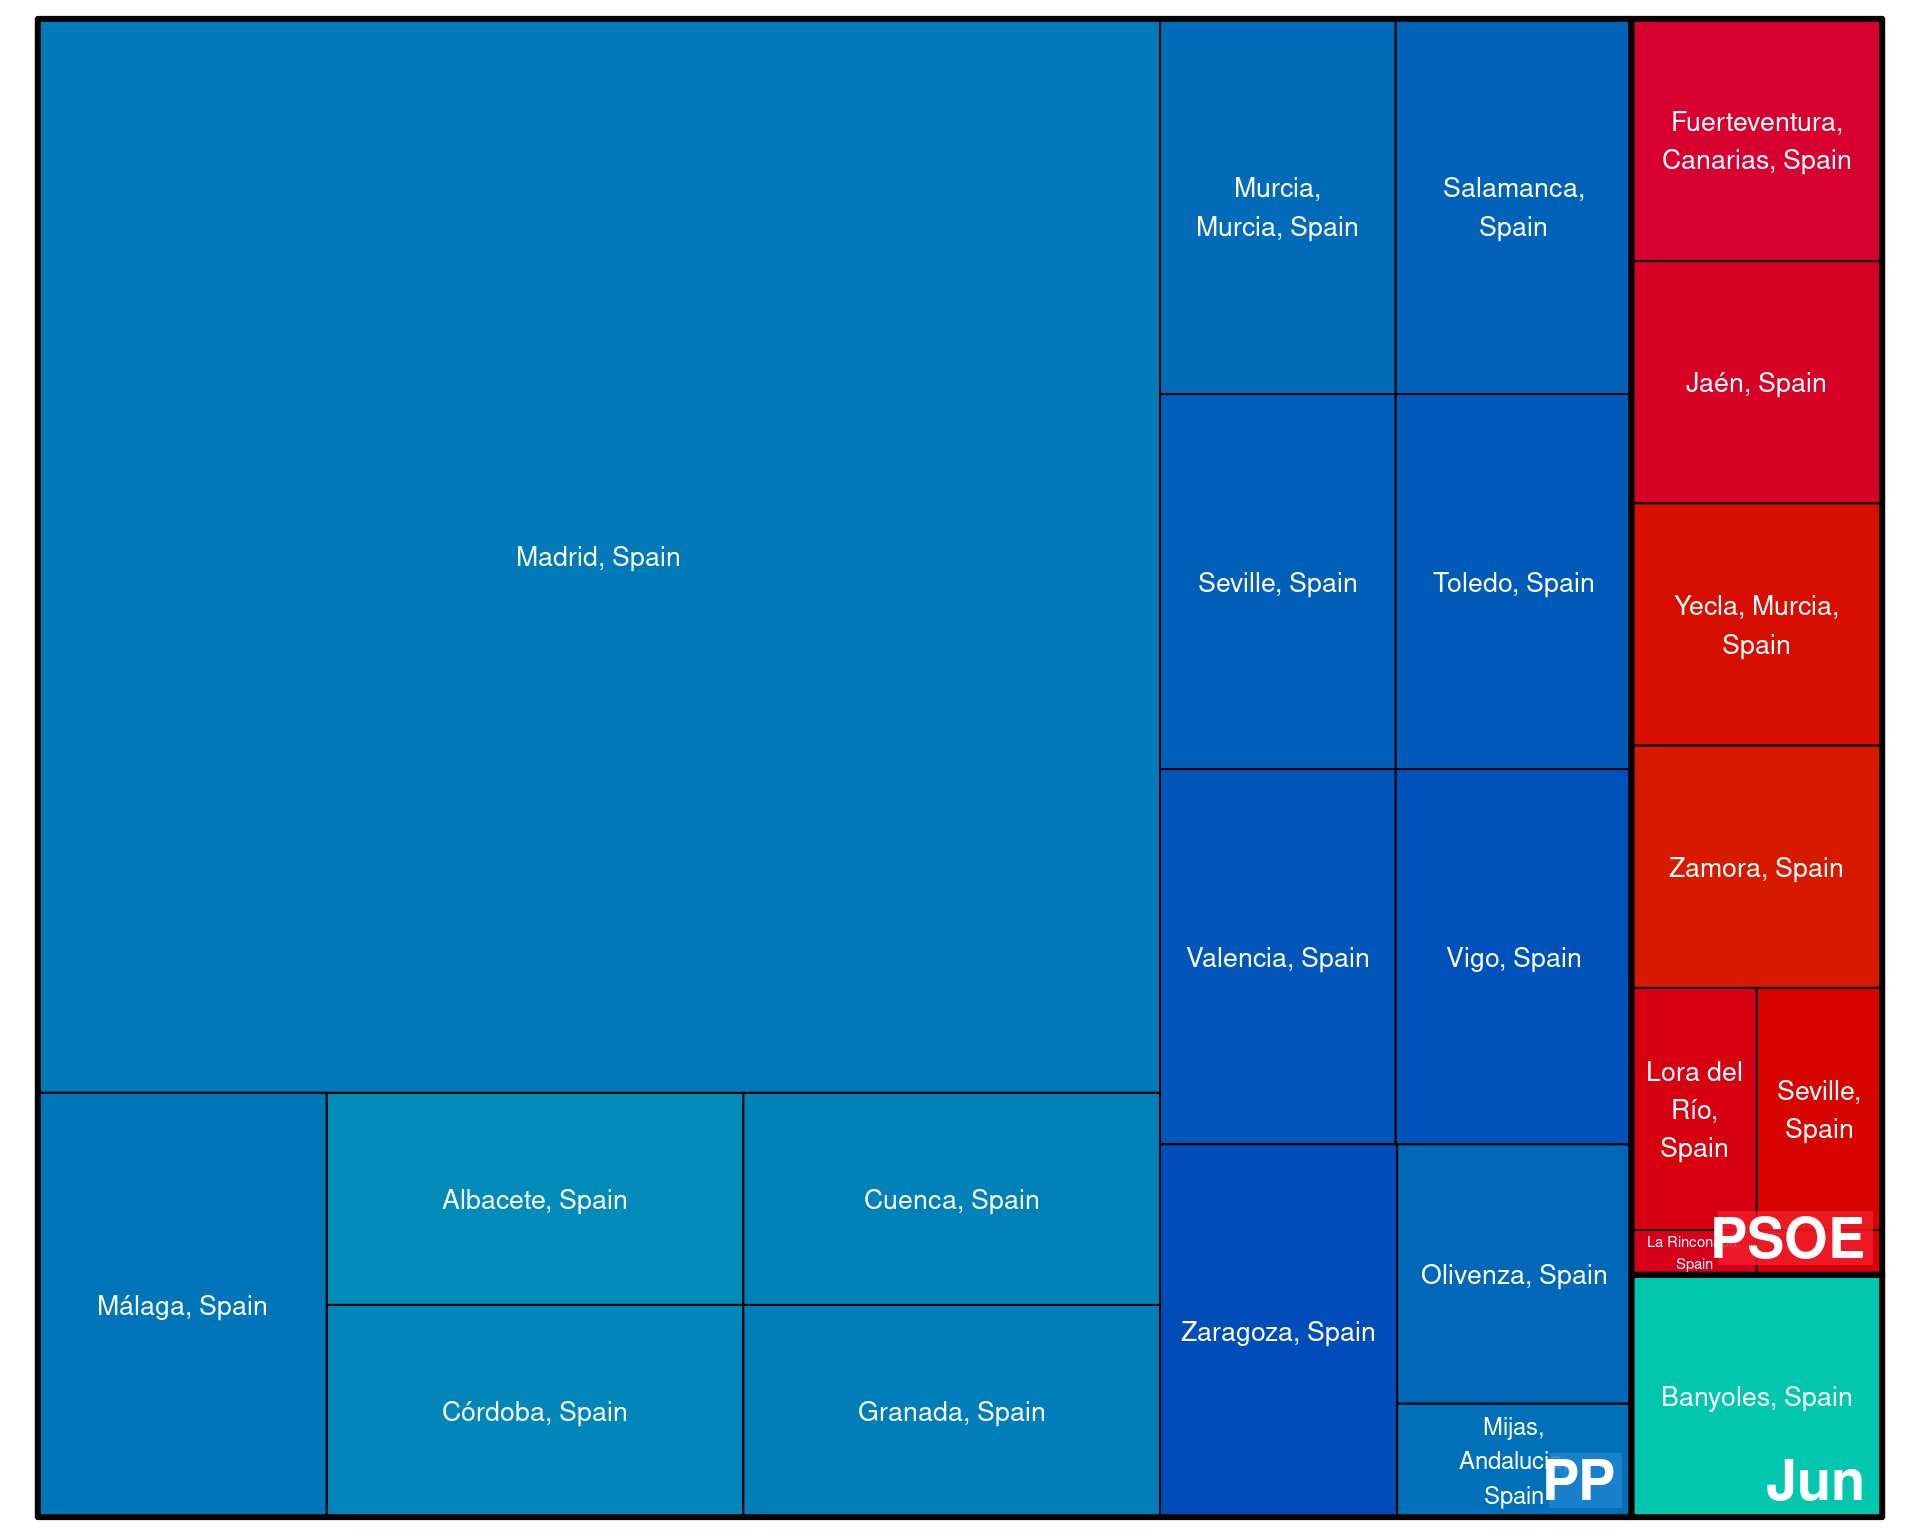 Madrid, Spain
Málaga, Spain
Albacete, Spain
Cuenca, Spain
Córdoba, Spain
Granada, Spain
Murcia,
Murcia, Spain
Salamanca,
Spain
Seville, Spain
Toledo, Spain
Valencia, Spain
Vigo, Spain
Zaragoza, Spain
Olivenza, Spain
Mijas,
Spain
PP
Fuerteventura,
Canarias, Spain
Jaén, Spain
Yecla, Murcia,
Spain
Zamora, Spain
Lora del
Río,
Spain
Seville,
Spain
La
Spain
PSOE
Banyoles, Spain
Jun